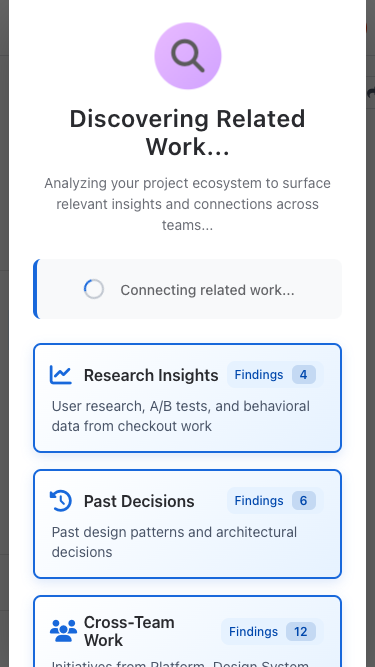 Discovering Related
Work...
Analyzing your project ecosystem to surface
relevant insights and connections across
teams...
Connecting related work...
Research Insights Findings 4
User research, A/B tests, and behavioral
data from checkout work
Past Decisions Findings 6
Past design patterns and architectural
decisions
Cross-Team
Work
Findings 12
Initiatives from Platform, Design System